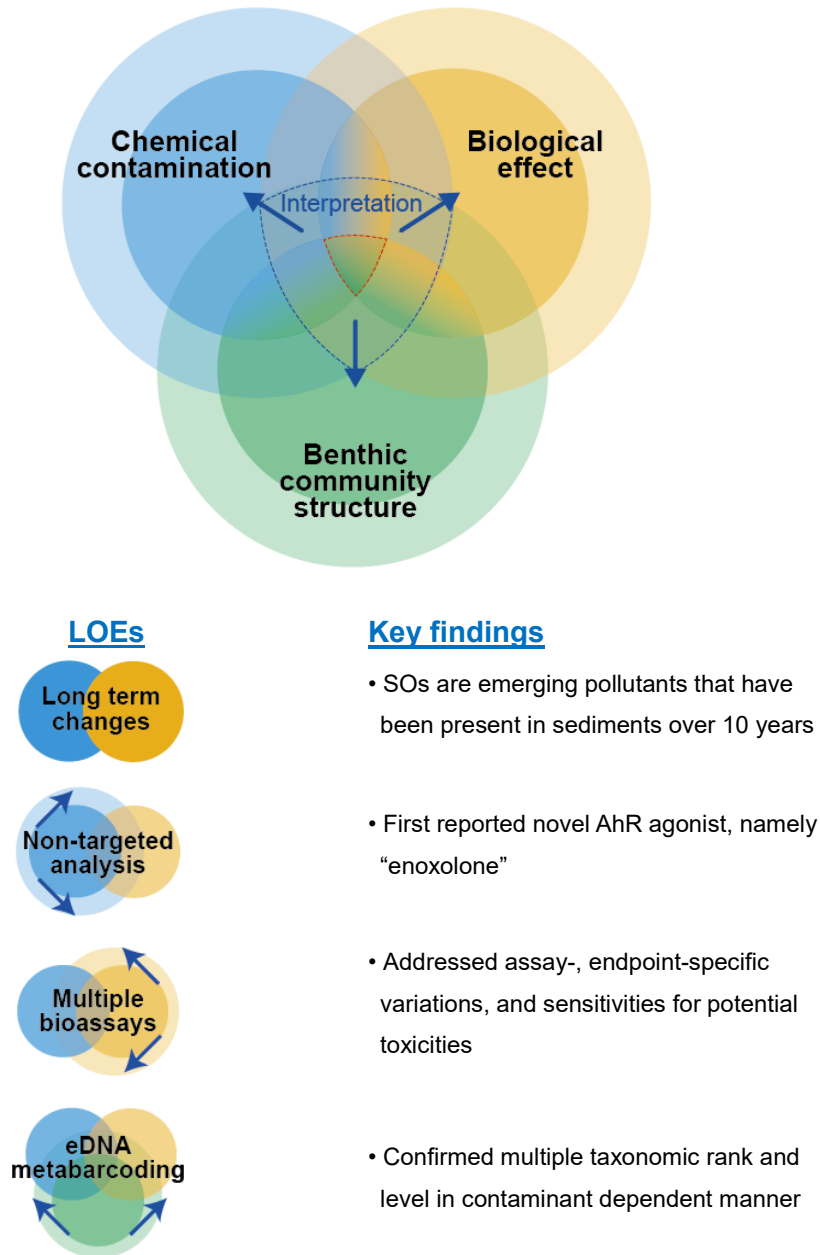 Chemical
contamination
Biological
effect
Interpretation
Benthic
community
structure
LOEs
Key findings
Long term
changes
• SOs are emerging pollutants that have
been present in sediments over 10 years
Non-targeted
analysis
• First reported novel AhR agonist, namely
“enoxolone”
Multiple
bioassays
• Addressed assay-, endpoint-specific
variations, and sensitivities for potential
toxicities
eDNA
metabarcoding
• Confirmed multiple taxonomic rank and
level in contaminant dependent manner